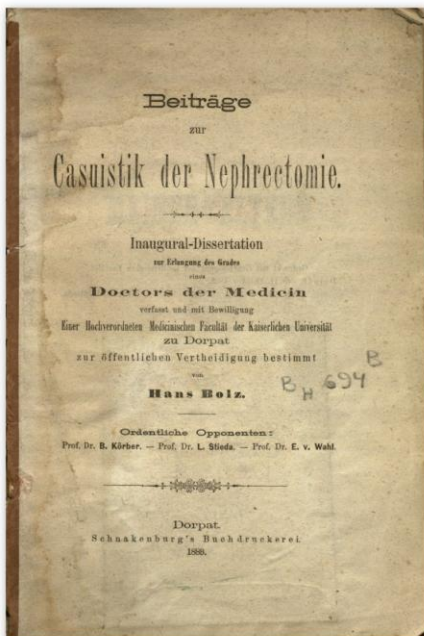 Beiträge
zur
Casuistik der Nephrectomie.
Inaugural-Dissertation
zur Erlangung des Grades
eines
Doctors der Medicin
verfasst und mit Bewilligung
Einer Hochverordneten Medicinischen Facultät der Kaiserlichen Universität
zu Dorpat
zur öffentlichen Vertheidigung bestimmt
von
Hans Bolz.
B H 694 B
Ordentliche Opponenten:
Prof. Dr. B. Körber. — Prof. Dr. L. Stieda. — Prof. Dr. E. v. Wahl.
Dorpat.
Schnakenburg's Buchdruckerei.